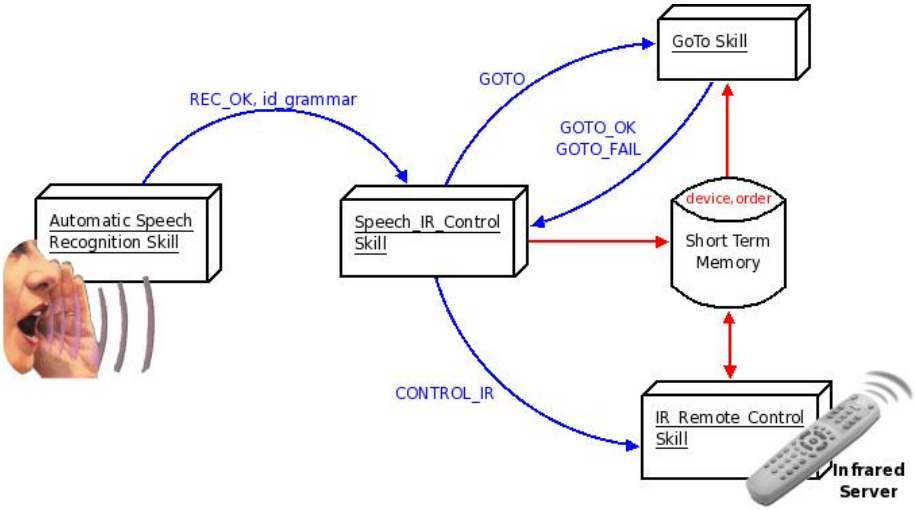 GoTo Skill
GOTO
REC_OK, id_grammar
GOTO_OK
GOTO_FAIL
device,order
Automatic Speech
Recognition Skill
Speech_IR_Control
Skill
Short Term
Memory
CONTROL_IR
IR_Remote_Control
Skill
Infrared
Server